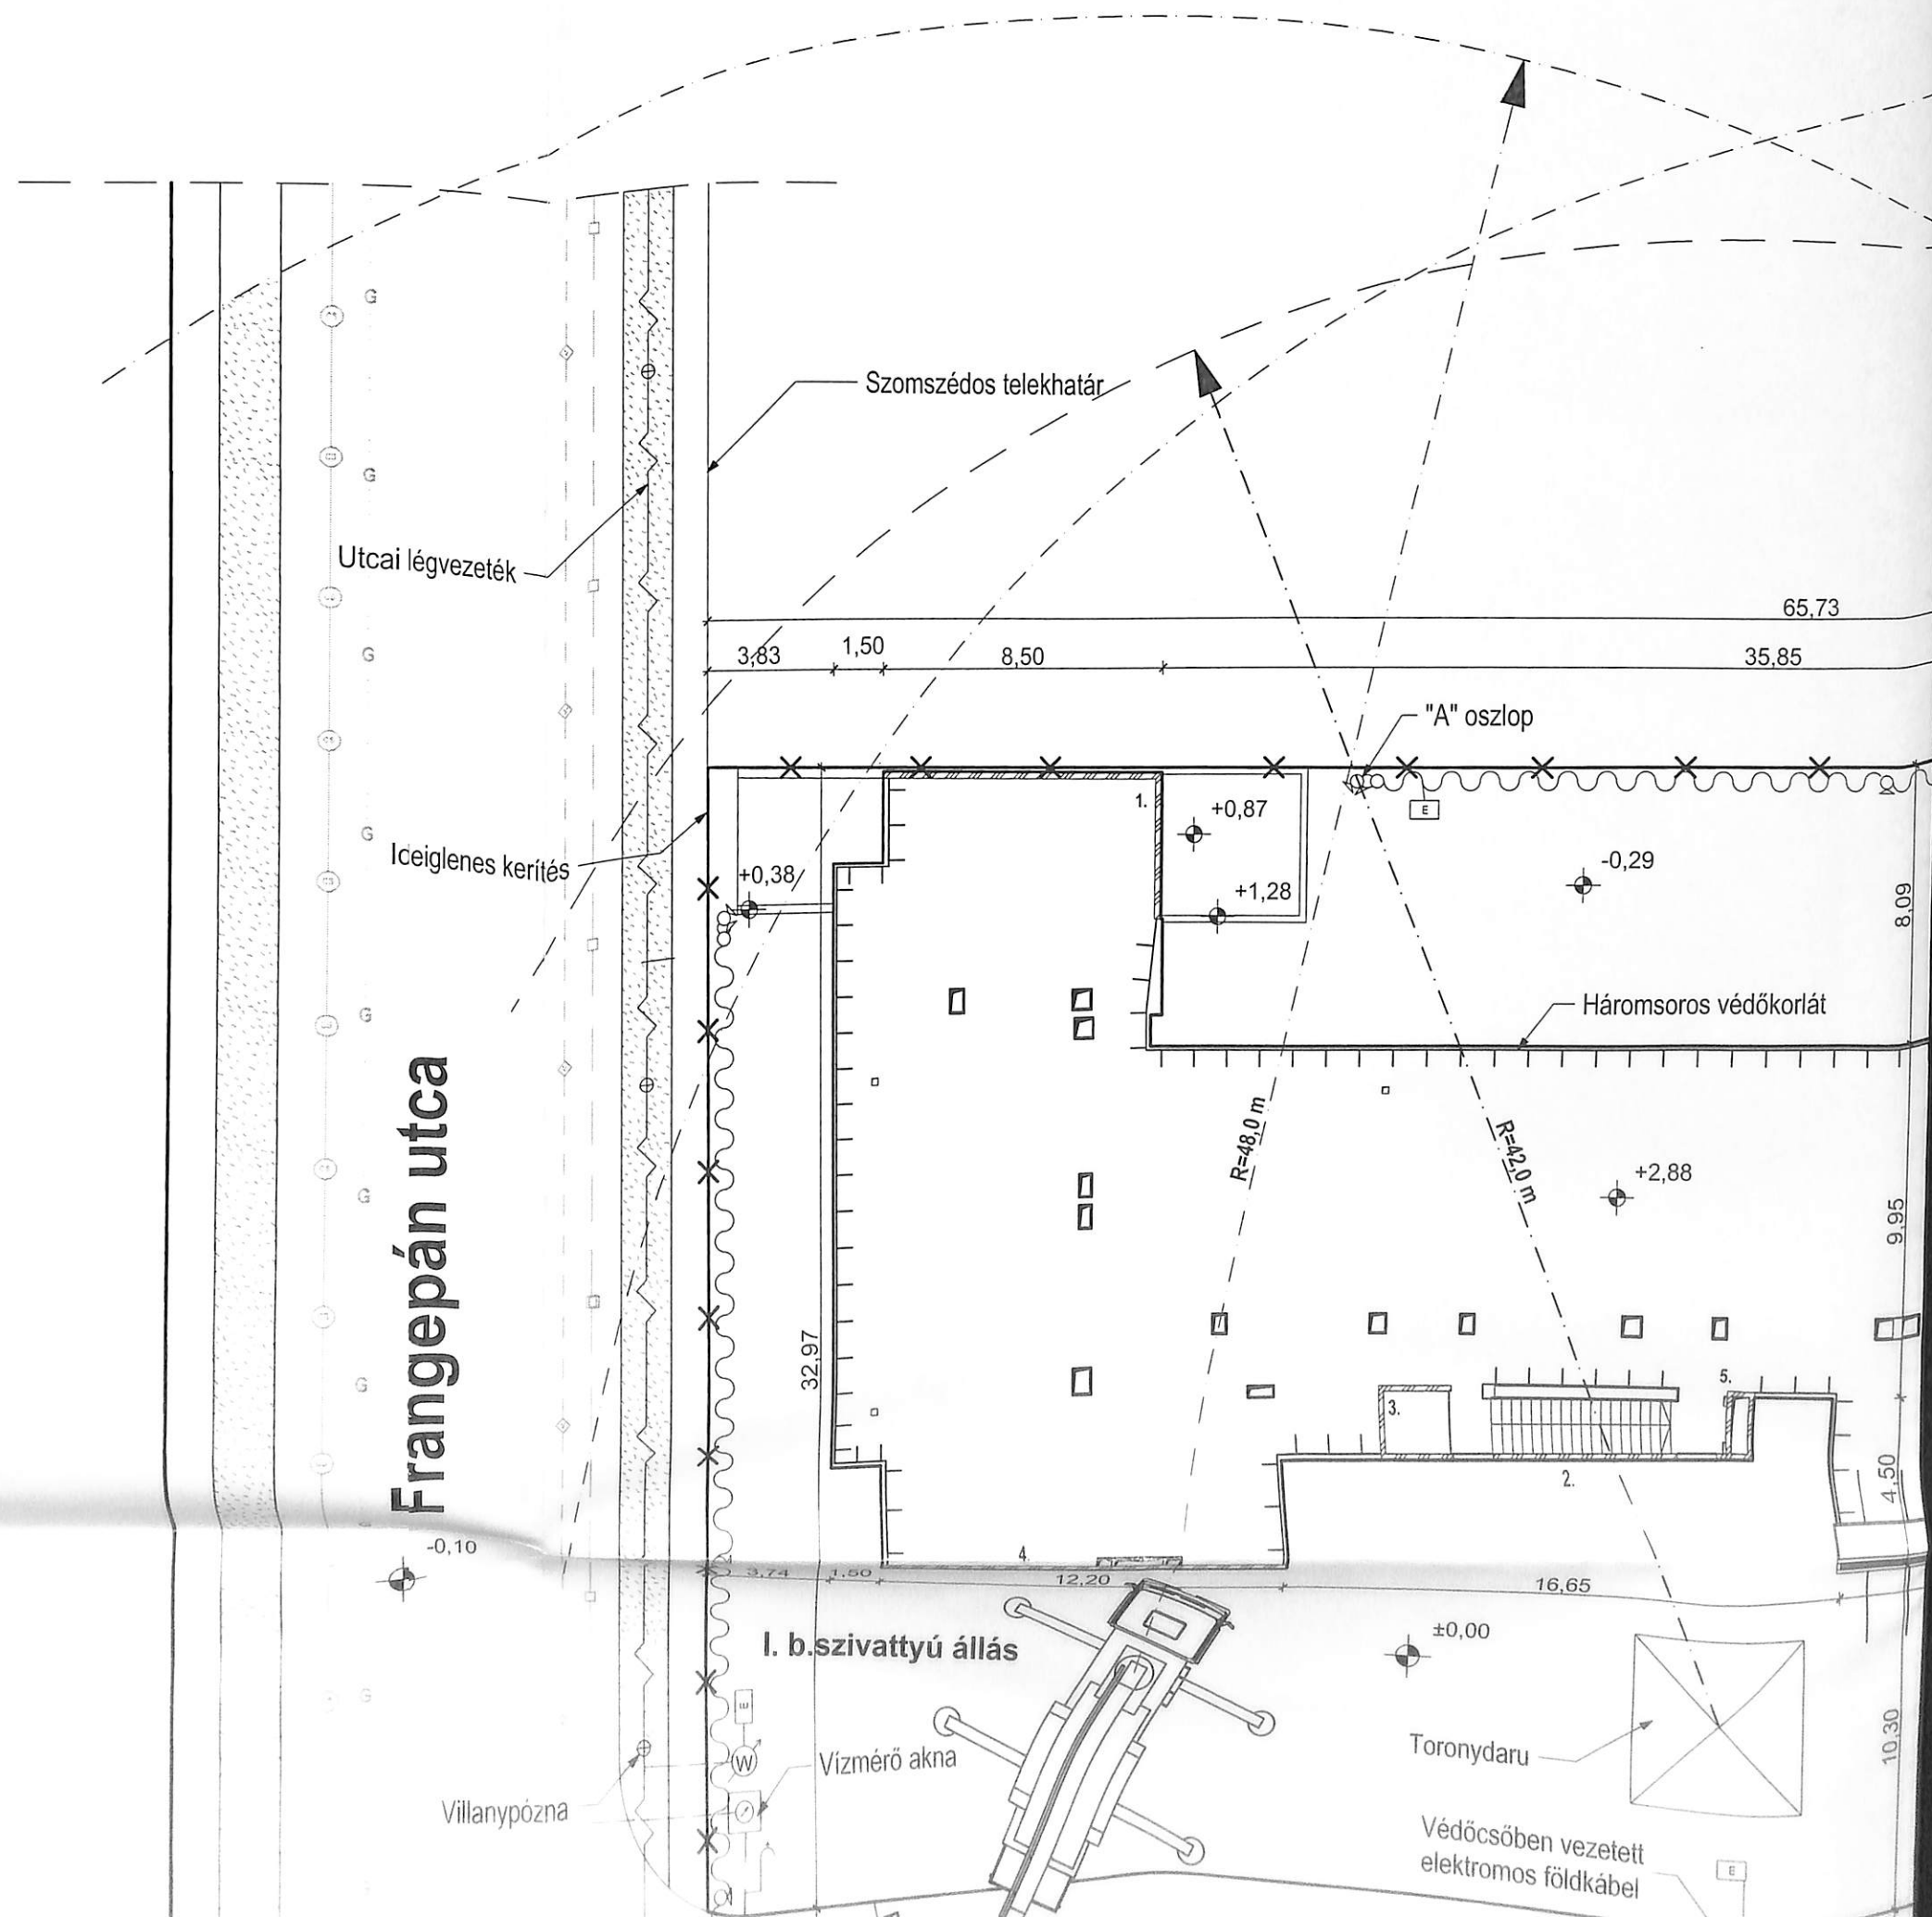 Szomszédos telekhatár
Utcai légvezeték
65,73
3,83
1,50
8,50
35,85
"A" oszlop
1.
+0,87
E
Ideiglenes kerítés
+0,38
+1,28
-0,29
8,09
Háromsoros védőkorlát
Frangepán utca
R=48,0 m
R=42,0 m
+2,88
9,95
32,97
3.
5.
2.
4,50
4.
-0,10
3,74
1,50
12,20
16,65
I. b.szivattyú állás
±0,00
E
W
Vízmérő akna
Toronydaru
10,30
Villanypózna
Védőcsőben vezetett
elektromos földkábel
E
G
G
G
G
G
G
G
G